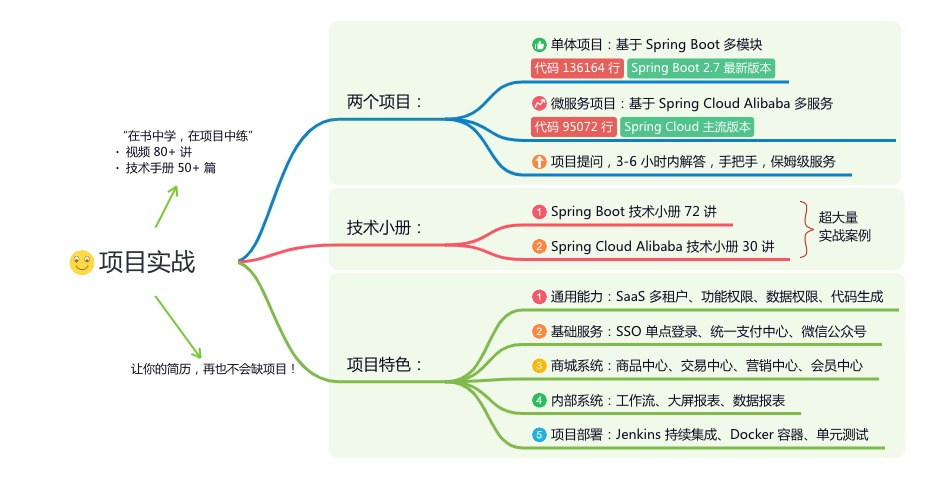 单体项目：基于 Spring Boot 多模块
代码 136164 行 Spring Boot 2.7 最新版本
两个项目：
微服务项目：基于 Spring Cloud Alibaba 多服务
代码 95072 行 Spring Cloud 主流版本
项目提问，3-6 小时内解答，手把手，保姆级服务
“在书中学，在项目中练”
· 视频 80+ 讲
· 技术手册 50+ 篇
项目实战
让你的简历，再也不会缺项目！
技术小册：
1 Spring Boot 技术小册 72 讲
2 Spring Cloud Alibaba 技术小册 30 讲
超大量
实战案例
项目特色：
1 通用能力：SaaS 多租户、功能权限、数据权限、代码生成
2 基础服务：SSO 单点登录、统一支付中心、微信公众号
3 商城系统：商品中心、交易中心、营销中心、会员中心
4 内部系统：工作流、大屏报表、数据报表
5 项目部署：Jenkins 持续集成、Docker 容器、单元测试